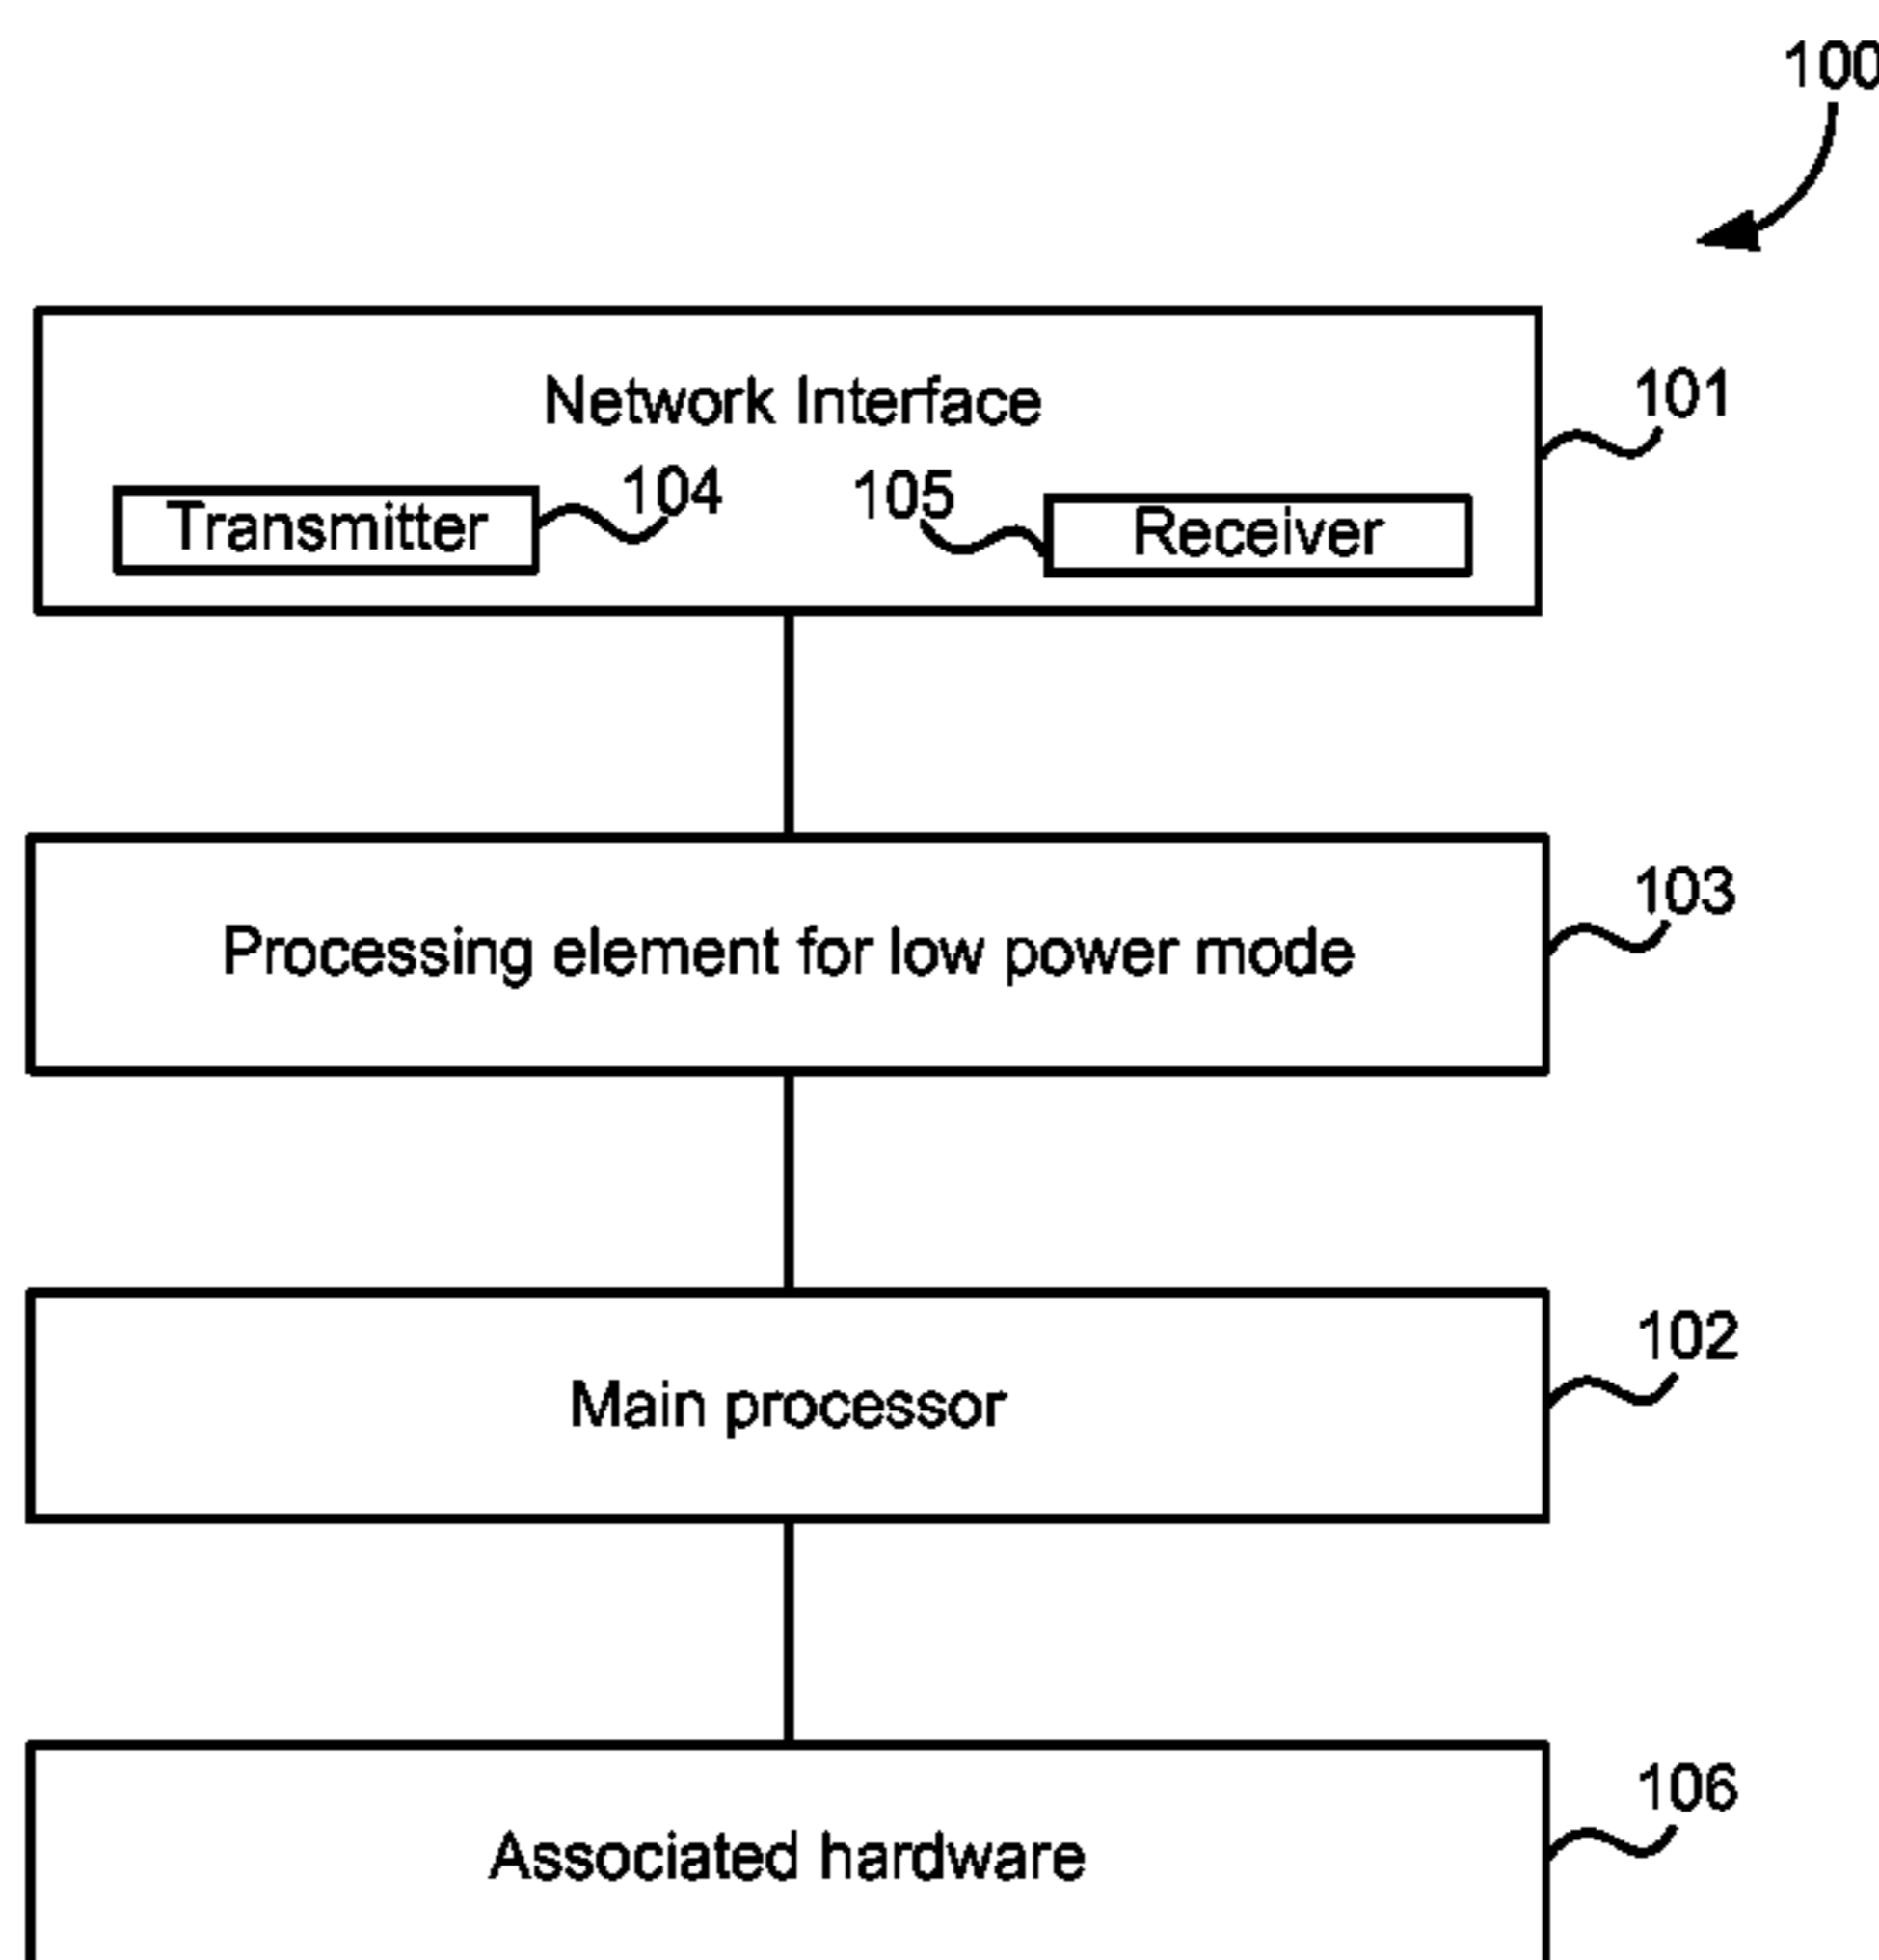 100
Network Interface
101
Transmitter
104
105
Receiver
Processing element for low power mode
103
Main processor
102
Associated hardware
106